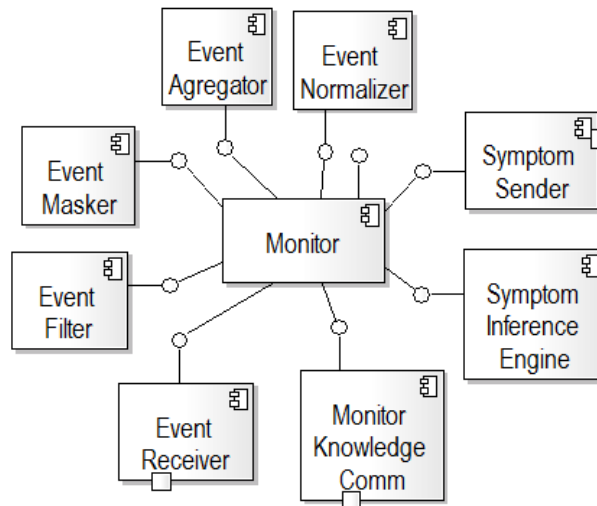 Event
Agregator
Event
Normalizer
Event
Masker
Symptom
Sender
Monitor
Event
Filter
Symptom
Inference
Engine
Event
Receiver
Monitor
Knowledge
Comm